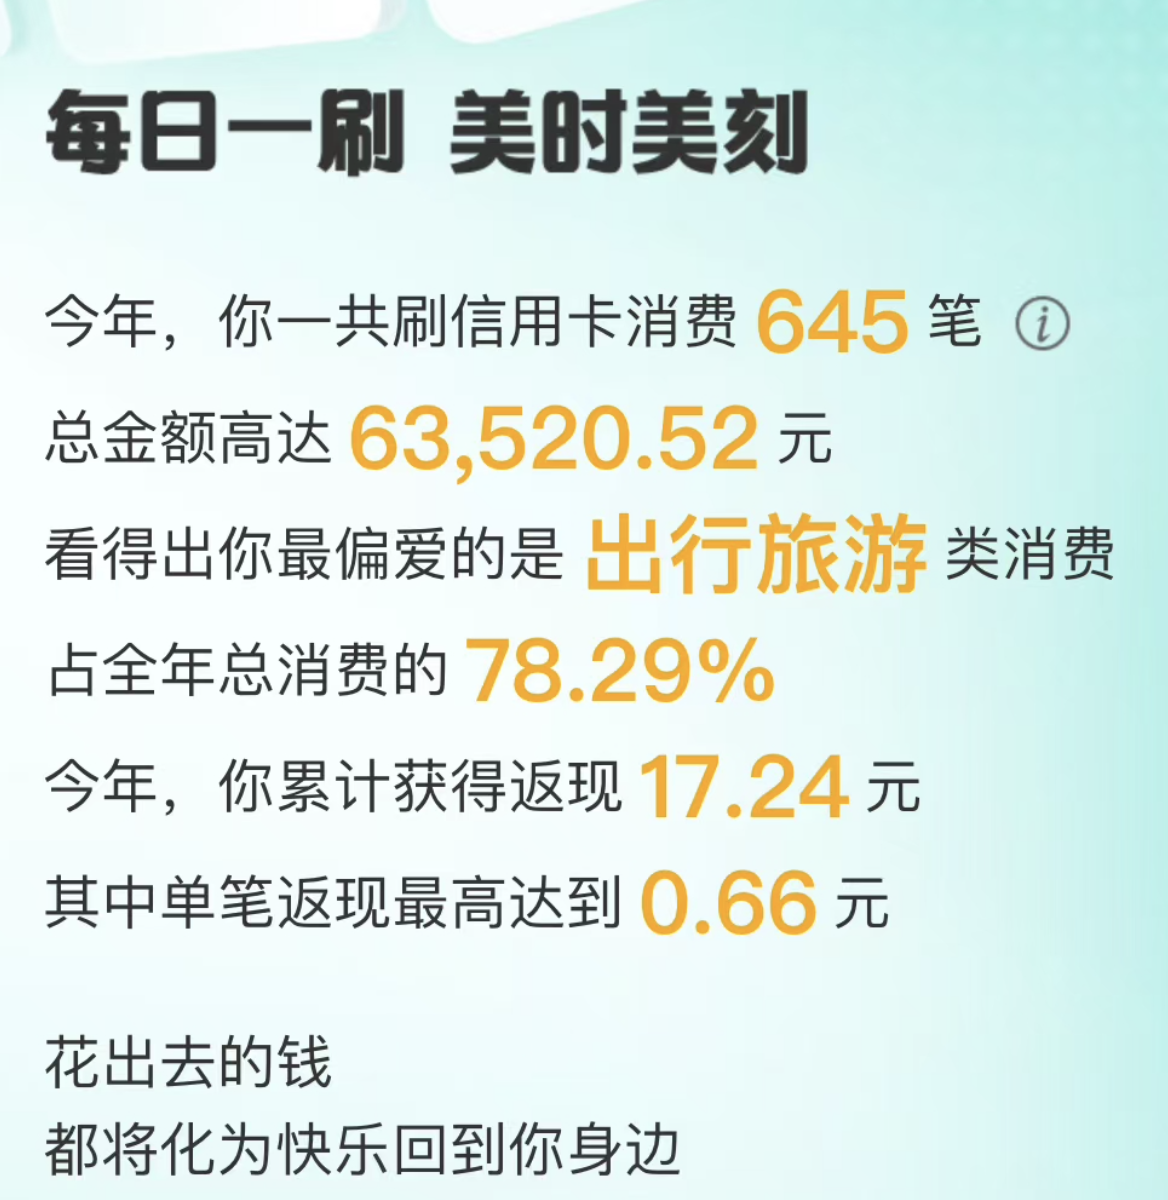 每日一刷 美时美刻
今年，你一共刷信用卡消费 645 笔 i
总金额高达 63,520.52 元
看得出你最偏爱的是 出行旅游 类消费
占全年总消费的 78.29%
今年，你累计获得返现 17.24 元
其中单笔返现最高达到 0.66 元
花出去的钱
都将化为快乐回到你身边